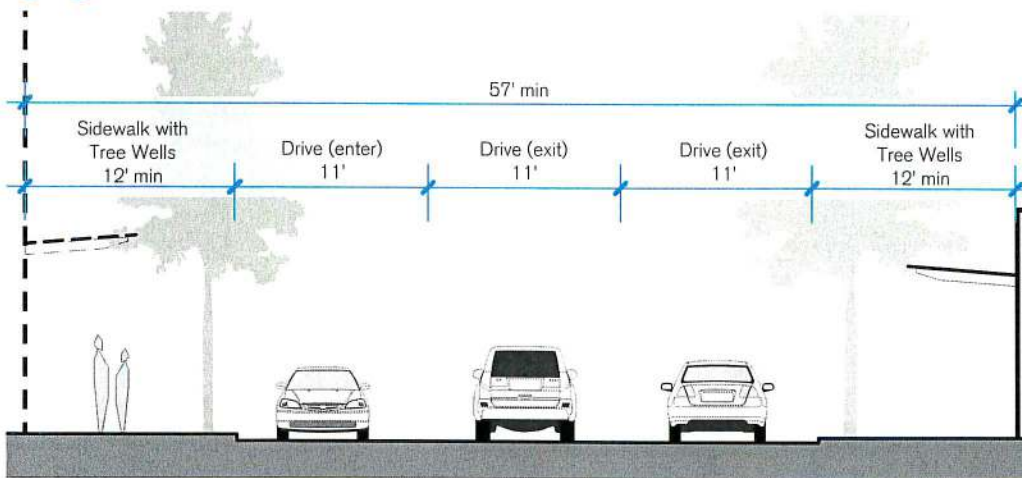 57' min
Sidewalk with
Tree Wells
12' min
Drive (enter)
11'
Drive (exit)
11'
Drive (exit)
11'
Sidewalk with
Tree Wells
12' min